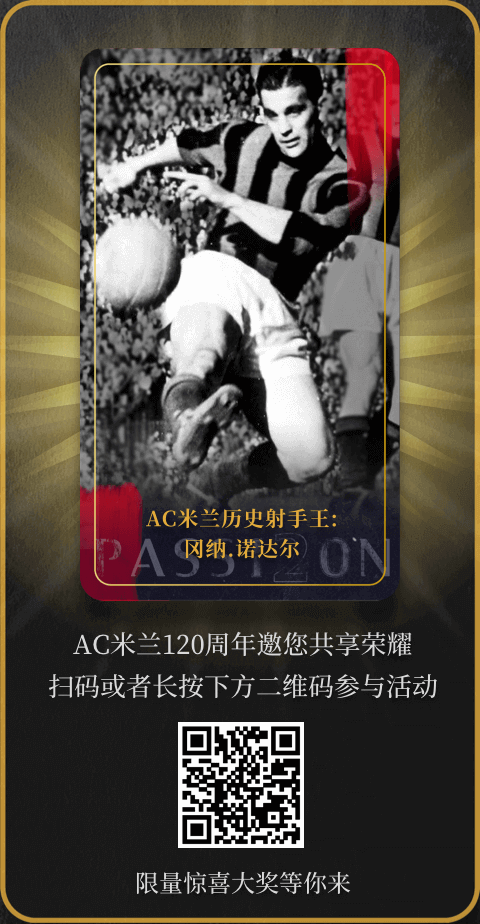 AC米兰历史射手王:
冈纳.诺达尔
PASSION
AC米兰120周年邀您共享荣耀
扫码或者长按下方二维码参与活动
限量惊喜大奖等你来